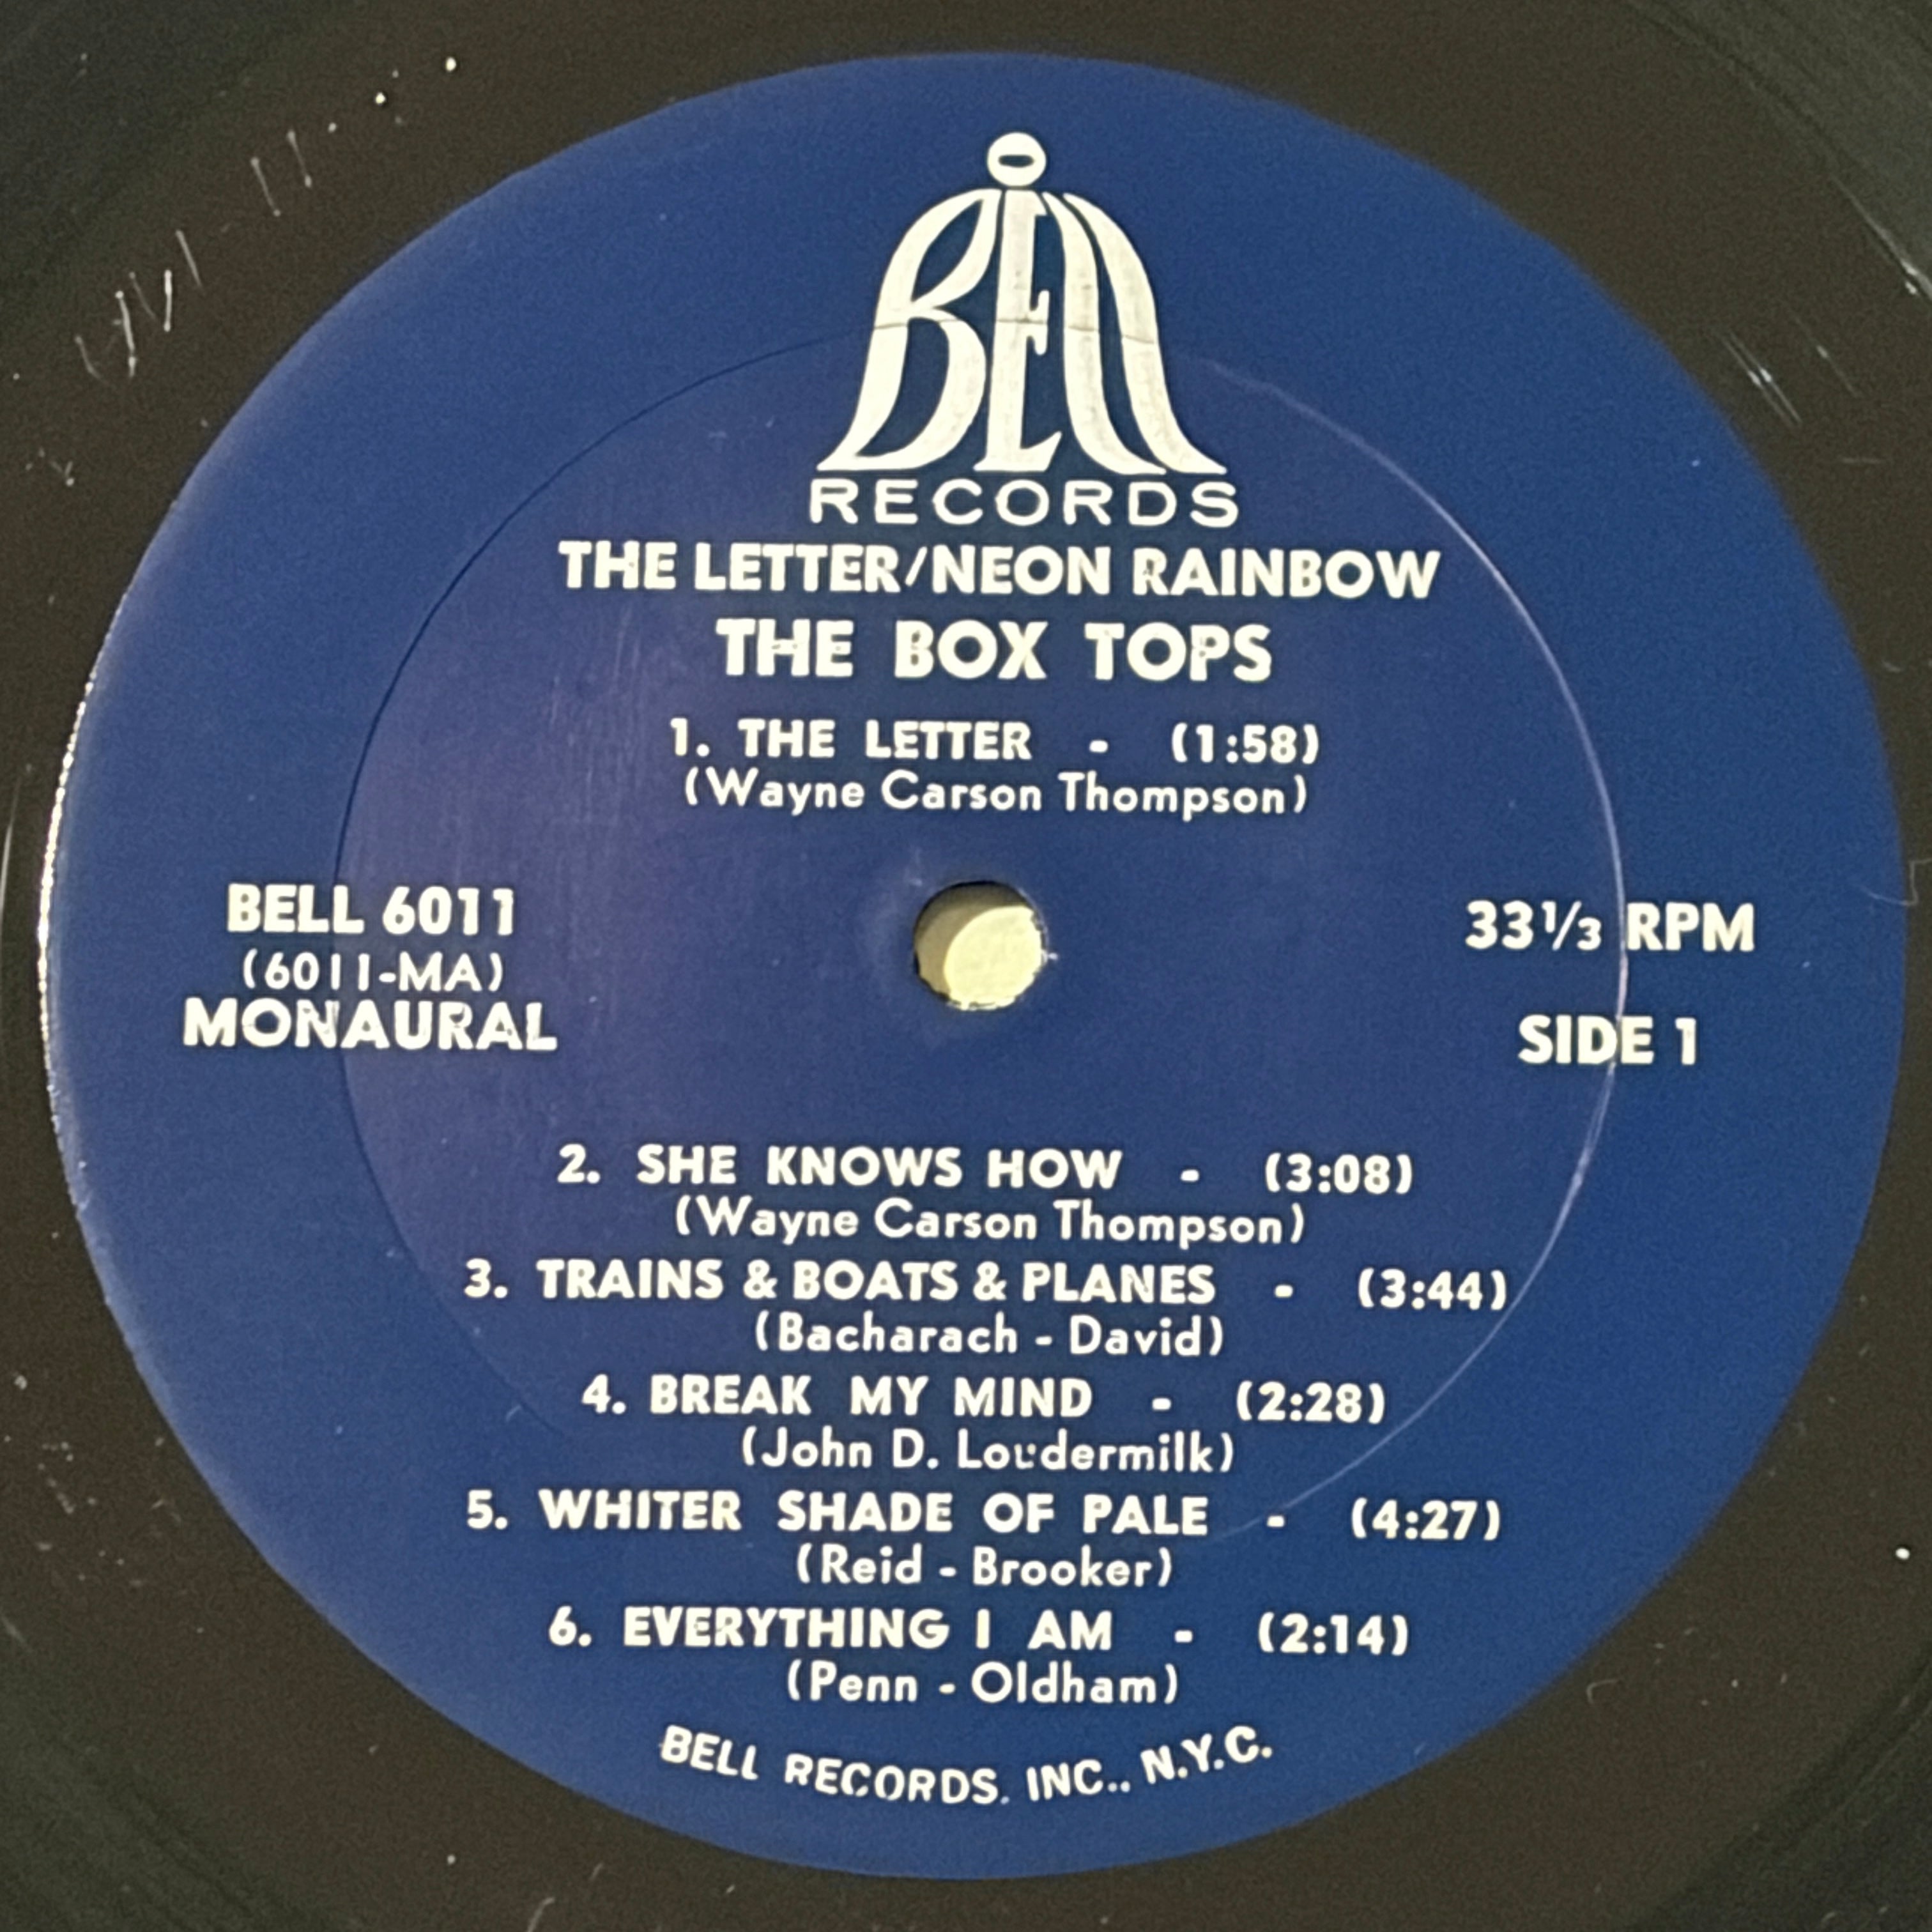 BELL
RECORDS
THE LETTER/NEON RAINBOW
THE BOX TOPS
1. THE LETTER - (1:58)
(Wayne Carson Thompson)
BELL 6011
(6011-MA)
MONAURAL
33⅓ RPM
SIDE 1
2. SHE KNOWS HOW - (3:08)
(Wayne Carson Thompson)
3. TRAINS & BOATS & PLANES - (3:44)
(Bacharach - David)
4. BREAK MY MIND - (2:28)
(John D. Loudermilk)
5. WHITER SHADE OF PALE - (4:27)
(Reid - Brooker)
6. EVERYTHING I AM - (2:14)
(Penn - Oldham)
BELL RECORDS, INC., N.Y.C.